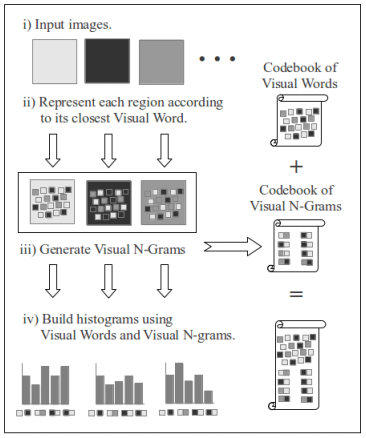 i) Input images.
Codebook of
Visual Words
ii) Represent each region according
to its closest Visual Word.
+
Codebook of
Visual N-Grams
iii) Generate Visual N-Grams
=
iv) Build histograms using
Visual Words and Visual N-grams.